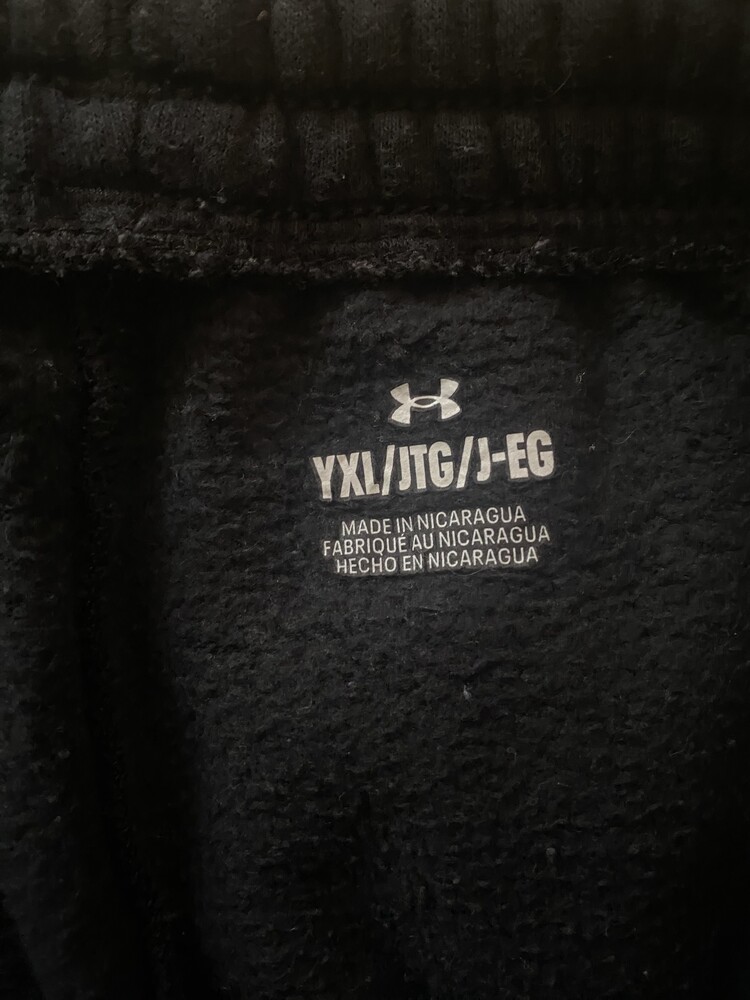 YXL/JTG/J-EG
MADE IN NICARAGUA
FABRIQUÉ AU NICARAGUA
HECHO EN NICARAGUA